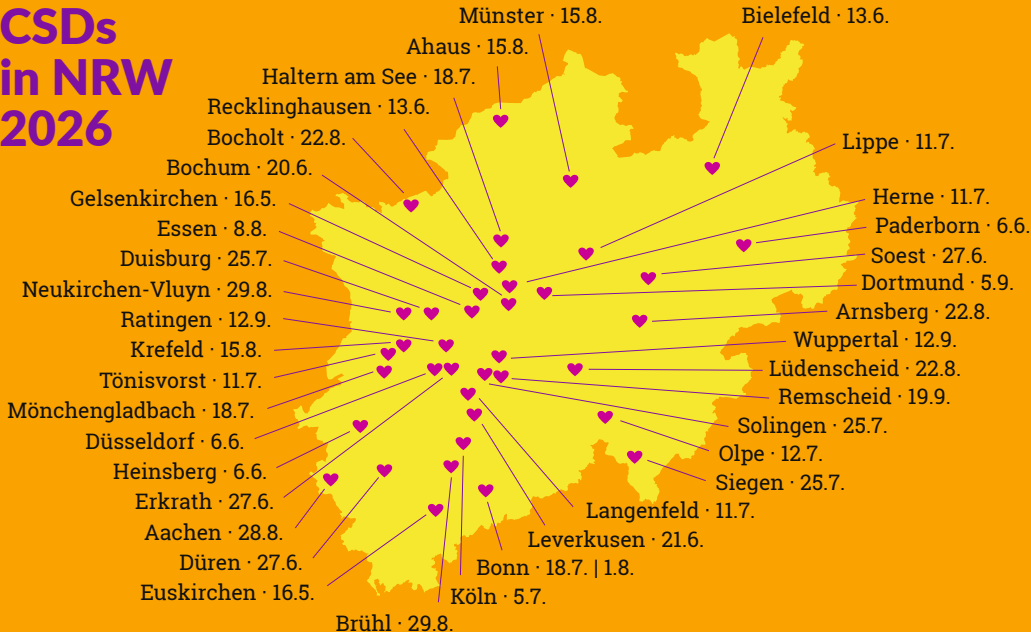 CSDs
in NRW
2026
Münster · 15.8.
Bielefeld · 13.6.
Ahaus · 15.8.
Haltern am See · 18.7.
Recklinghausen · 13.6.
Bocholt · 22.8.
Bochum · 20.6.
Gelsenkirchen · 16.5.
Essen · 8.8.
Duisburg · 25.7.
Neukirchen-Vluyn · 29.8.
Ratingen · 12.9.
Krefeld · 15.8.
Tönisvorst · 11.7.
Mönchengladbach · 18.7.
Düsseldorf · 6.6.
Heinsberg · 6.6.
Erkrath · 27.6.
Aachen · 28.8.
Düren · 27.6.
Euskirchen · 16.5.
Brühl · 29.8.
Lippe · 11.7.
Herne · 11.7.
Paderborn · 6.6.
Soest · 27.6.
Dortmund · 5.9.
Arnsberg · 22.8.
Wuppertal · 12.9.
Lüdenscheid · 22.8.
Remscheid · 19.9.
Solingen · 25.7.
Olpe · 12.7.
Siegen · 25.7.
Langenfeld · 11.7.
Leverkusen · 21.6.
Bonn · 18.7. | 1.8.
Köln · 5.7.